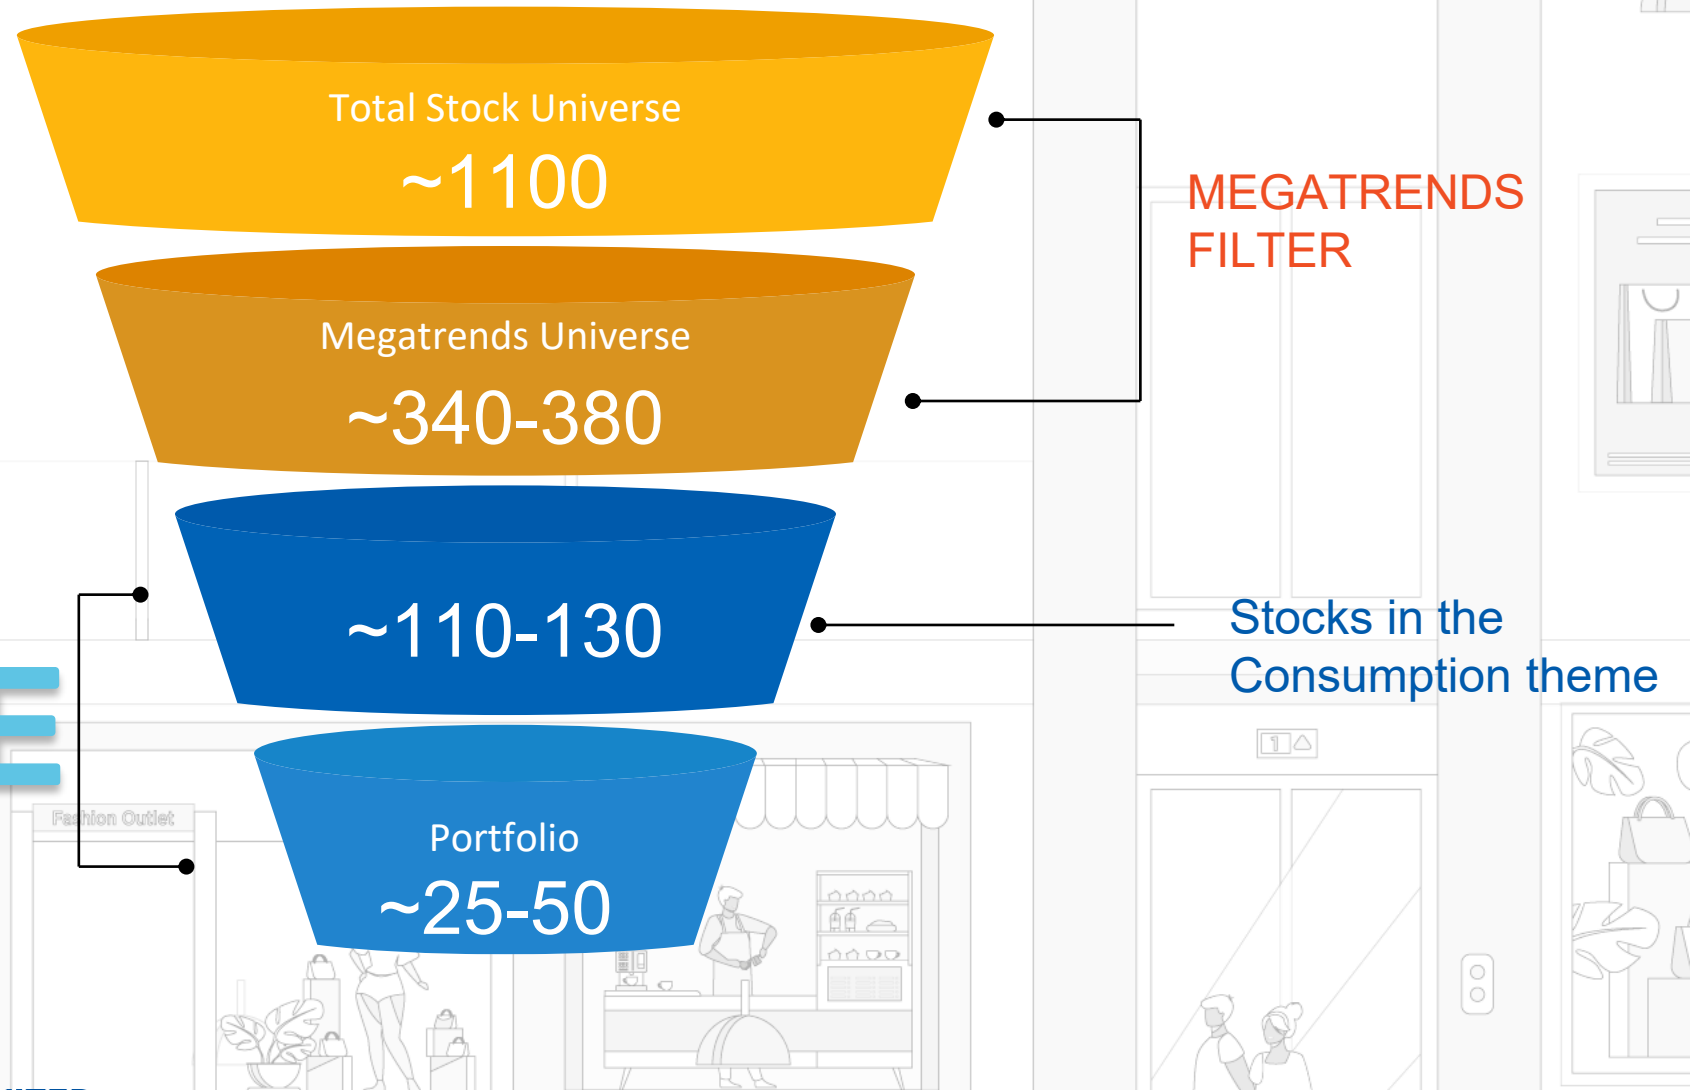 Total Stock Universe
~1100
MEGATRENDS
FILTER
Megatrends Universe
~340-380
~110-130
Stocks in the
Consumption theme
1
Fashion Outlet
Portfolio
~25-50